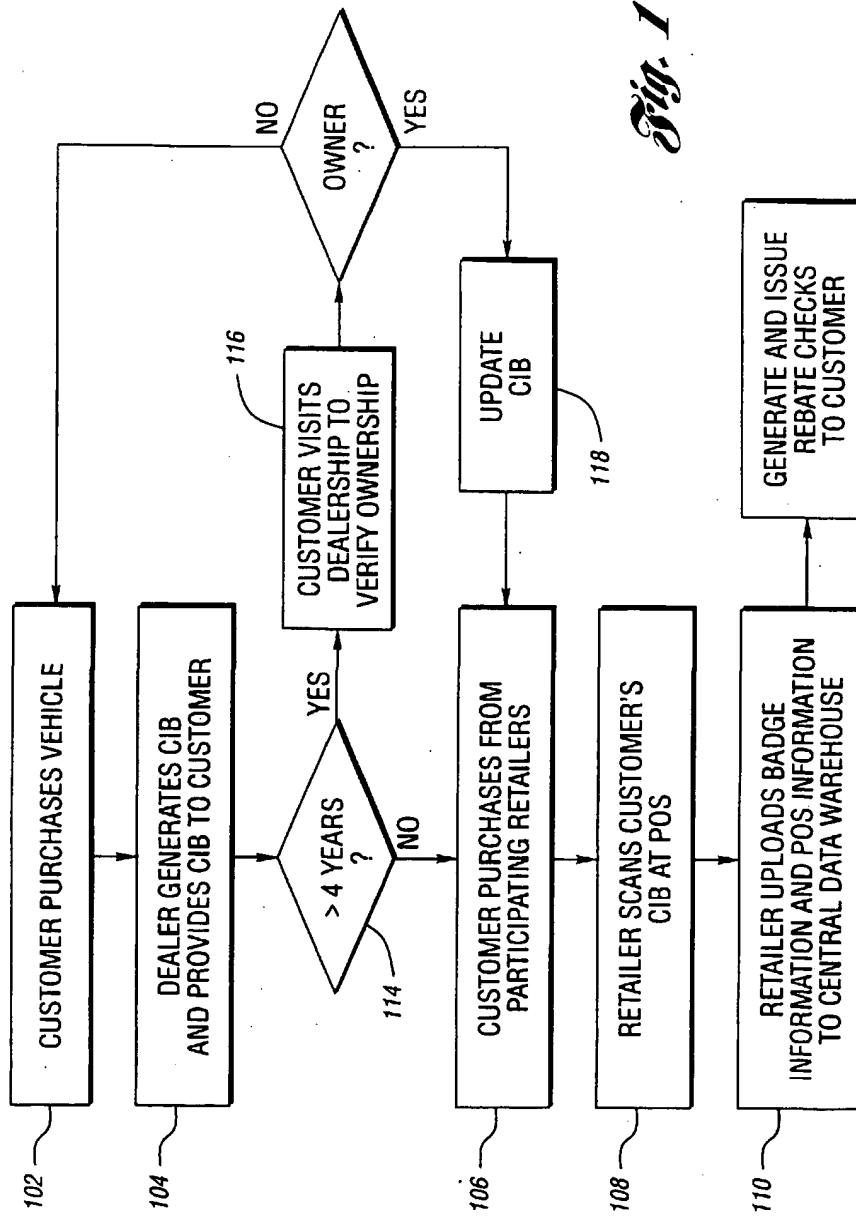 102
CUSTOMER PURCHASES VEHICLE
104
DEALER GENERATES CIB
AND PROVIDES CIB TO CUSTOMER
114
> 4 YEARS
?
YES
NO
116
CUSTOMER VISITS
DEALERSHIP TO
VERIFY OWNERSHIP
OWNER
?
NO
YES
118
UPDATE
CIB
106
CUSTOMER PURCHASES FROM
PARTICIPATING RETAILERS
108
RETAILER SCANS CUSTOMER'S
CIB AT POS
110
RETAILER UPLOADS BADGE
INFORMATION AND POS INFORMATION
TO CENTRAL DATA WAREHOUSE
GENERATE AND ISSUE
REBATE CHECKS
TO CUSTOMER
Fig. 1